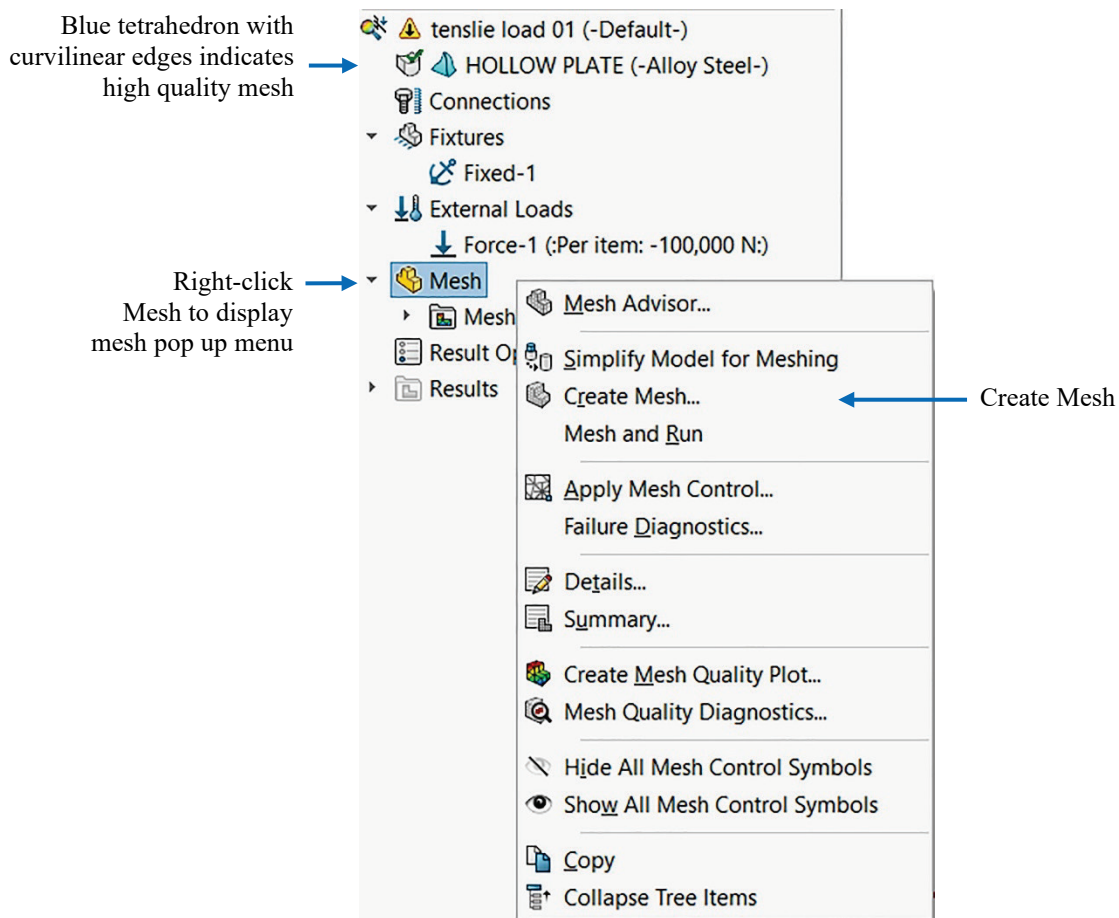 Blue tetrahedron with
curvilinear edges indicates
high quality mesh
tenslie load 01 (-Default-)
HOLLOW PLATE (-Alloy Steel-)
Connections
Fixtures
Fixed-1
External Loads
Force-1 (:Per item: -100,000 N:)
Right-click
Mesh to display
mesh pop up menu
Mesh
Mesh
Result Op
Results
Mesh Advisor...
Simplify Model for Meshing
Create Mesh...
Mesh and Run
Apply Mesh Control...
Failure Diagnostics...
Details...
Summary...
Create Mesh Quality Plot...
Mesh Quality Diagnostics...
Hide All Mesh Control Symbols
Show All Mesh Control Symbols
Copy
Collapse Tree Items
Create Mesh